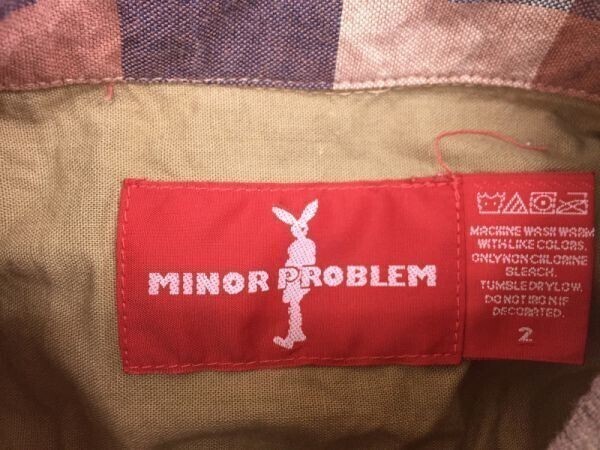 MINOR PROBLEM
MACHINE WASH WARM
WITH LIKE COLORS.
ONLY NON CHLORINE
BLEACH.
TUMBLE DRY LOW.
DO NOT IRON IF
DECORATED.
2